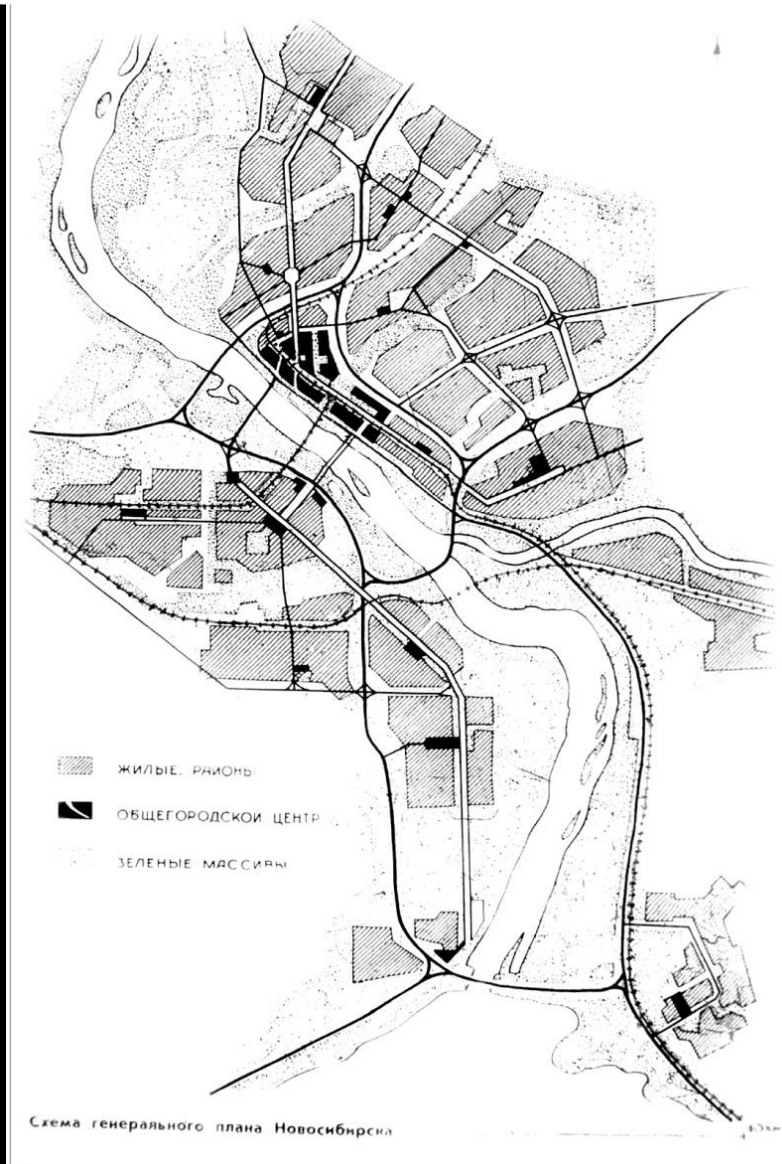 ЖИЛЫЕ РАЙОНЫ
ОБЩЕГОРОДСКОЙ ЦЕНТР
ЗЕЛЕНЫЕ МАССИВЫ
Схема генерального плана Новосибирска